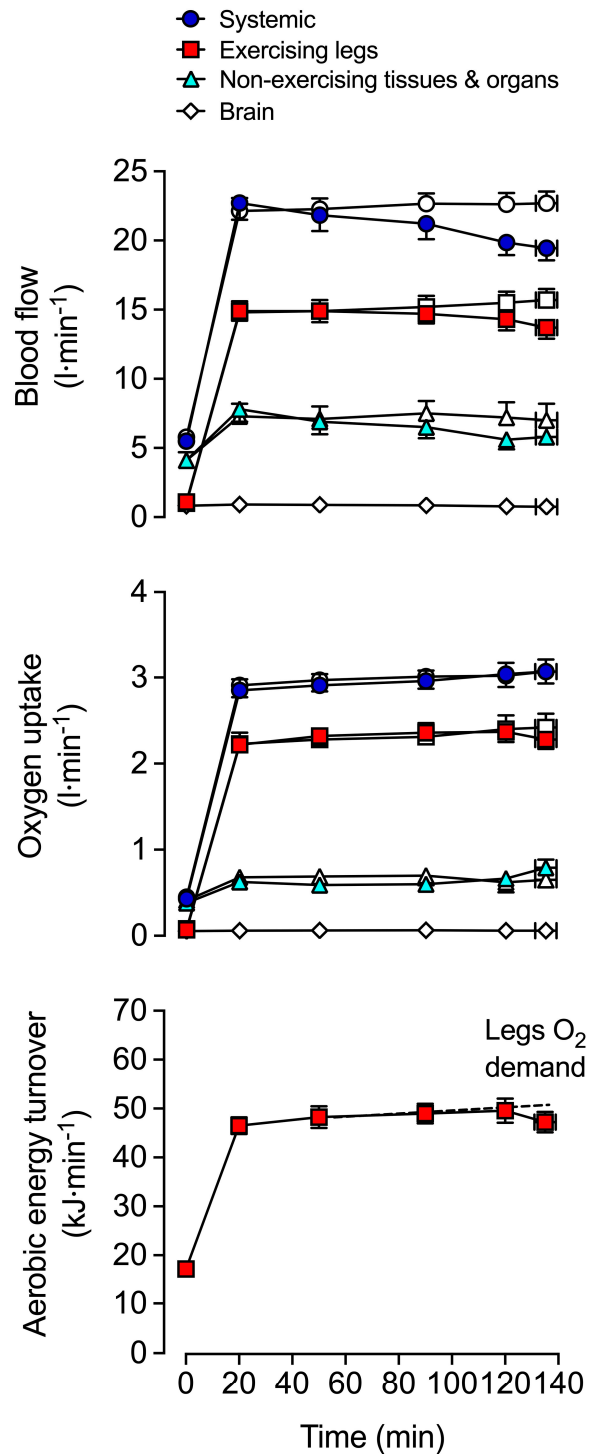 Systemic
Exercising legs
Non-exercising tissues & organs
Brain
25
20
15
10
5
0
Blood flow
(l·min⁻¹)
4
3
2
1
0
Oxygen uptake
(l·min⁻¹)
70
60
50
40
30
20
10
0
Aerobic energy turnover
(kJ·min⁻¹)
Legs O₂
demand
0 20 40 60 80 100 120 140
Time (min)